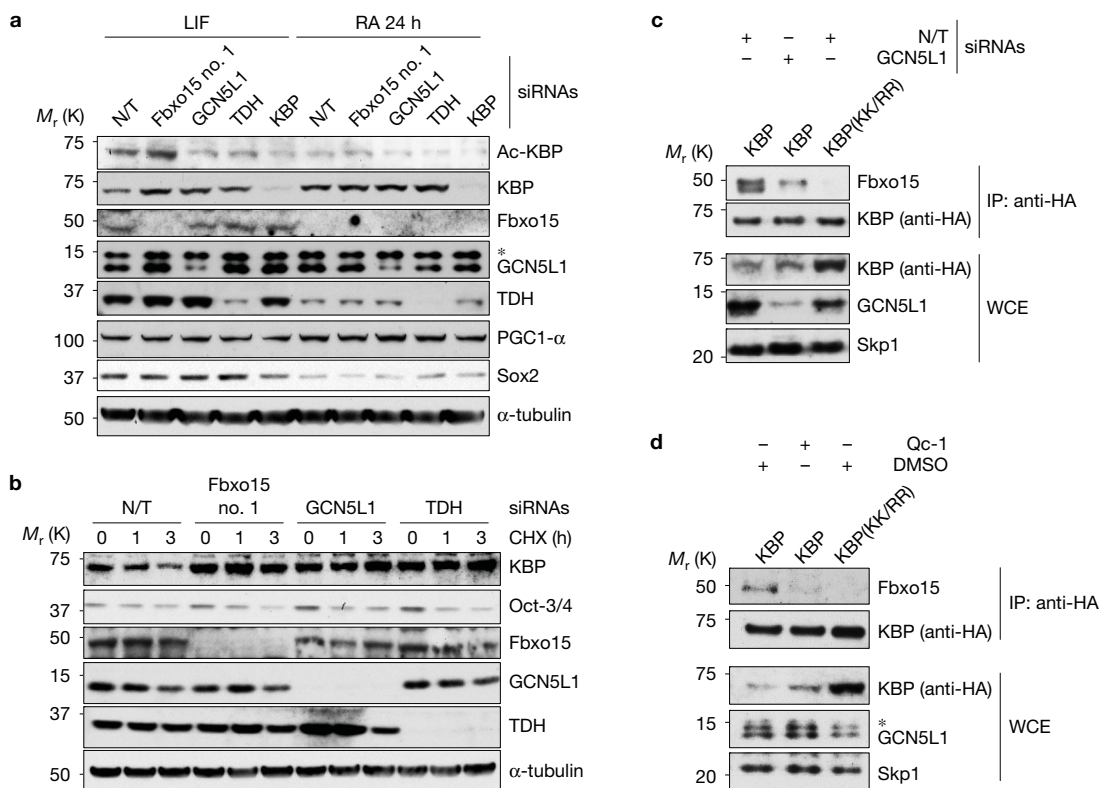 a
LIF RA 24 h
N/T Fbxo15 no. 1 GCN5L1 TDH KBP N/T Fbxo15 no. 1 GCN5L1 TDH KBP siRNAs
Mr (K)
75 Ac-KBP
75 KBP
50 Fbxo15
15 *
GCN5L1
37 TDH
100 PGC1-α
37 Sox2
50 α-tubulin
b
Fbxo15
N/T no. 1 GCN5L1 TDH siRNAs
Mr (K) 0 1 3 0 1 3 0 1 3 0 1 3 CHX (h)
75 KBP
37 Oct-3/4
50 Fbxo15
15 GCN5L1
37 TDH
50 α-tubulin
c
+ – + N/T
– + – GCN5L1 siRNAs
Mr (K) KBP KBP KBP(KK/RR)
50 Fbxo15
75 KBP (anti-HA)
IP: anti-HA
75 KBP (anti-HA)
15 GCN5L1
20 Skp1
WCE
d
– + – Qc-1
+ – + DMSO
Mr (K) KBP KBP KBP(KK/RR)
50 Fbxo15
75 KBP (anti-HA)
IP: anti-HA
75 KBP (anti-HA)
15 *
GCN5L1
20 Skp1
WCE